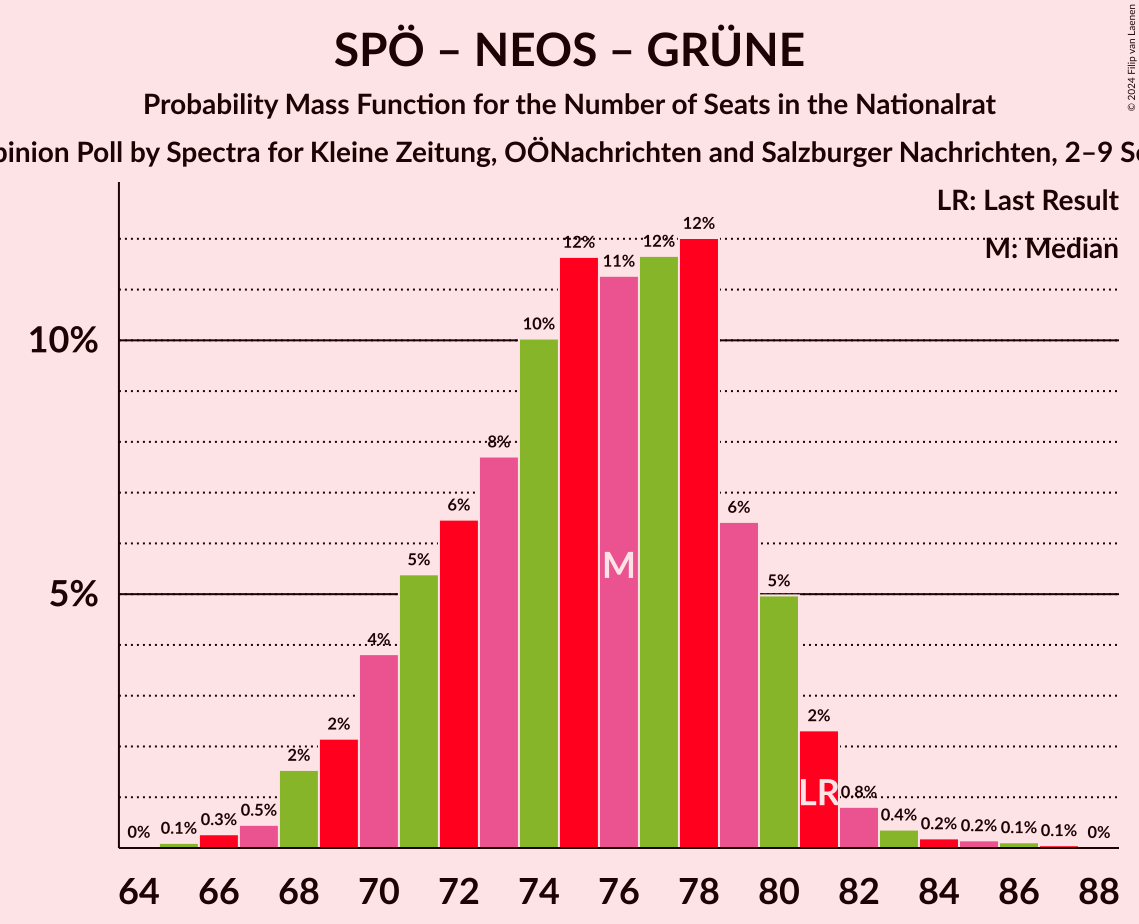 SPÖ – NEOS – GRÜNE
Probability Mass Function for the Number of Seats in the Nationalrat
Poll by Spectra for Kleine Zeitung, OÖNachrichten and Salzburger Nachrichten, 2–9
© 2024 Filip van Laenen
LR: Last Result
M: Median
10%
5%
0% 0.1% 0.3% 0.5% 2% 2% 4% 5% 6% 8% 10% 12% 11% 12% 12% 6% 5% 2% 0.8% 0.4% 0.2% 0.2% 0.1% 0.1% 0%
M
LR
64 66 68 70 72 74 76 78 80 82 84 86 88